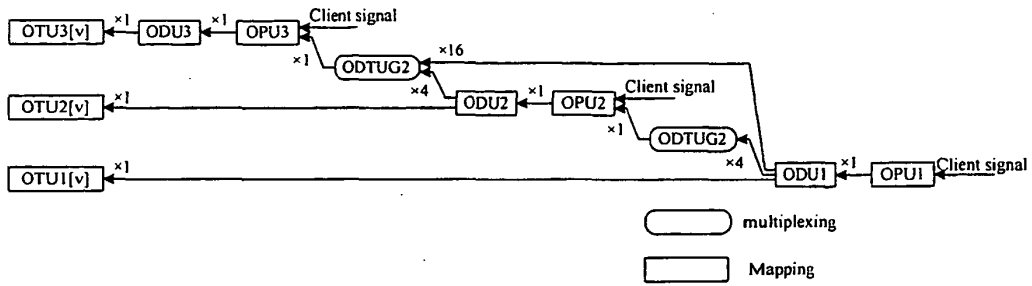 Client signal
×1 ×1
OTU3[v] ODU3 OPU3
×1 ×16
ODTUG2
×4 Client signal
×1 ×1
OTU2[v] ODU2 OPU2
×1
ODTUG2
×4
×1 ×1 Client signal
OTU1[v] ODU1 OPU1
multiplexing
Mapping